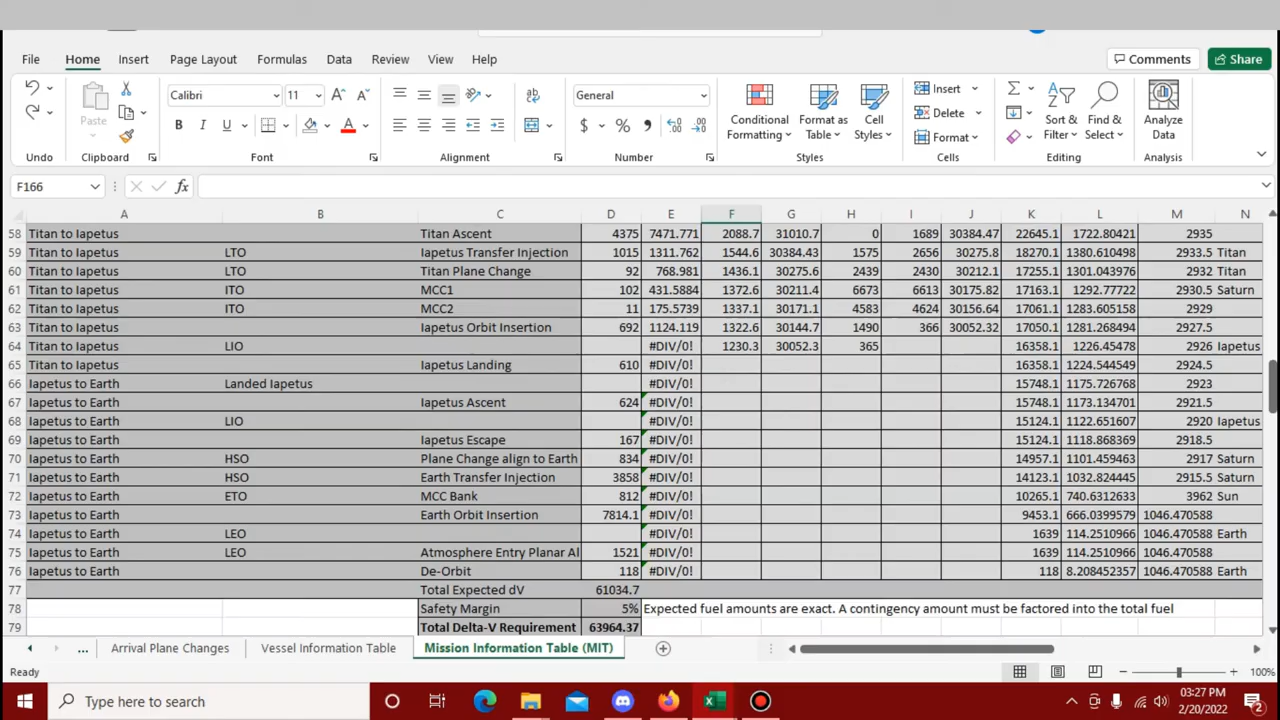 File Home Insert Page Layout Formulas Data Review View Help Comments Share
Calibri 11 General Insert
Paste B I U Conditional Formatting Format as Table Cell Styles Delete Sort & Filter Find & Select Analyze Data
$ % Format
Undo Clipboard Font Alignment Number Styles Cells Editing Analysis
F166 fx
A B C D E F G H I J K L M N
58 Titan to Iapetus Titan Ascent 4375 7471.771 2088.7 31010.7 0 1689 30384.47 22645.1 1722.80421 2935
59 Titan to Iapetus LTO Iapetus Transfer Injection 1015 1311.762 1544.6 30384.43 1575 2656 30275.8 18270.1 1380.610498 2933.5 Titan
60 Titan to Iapetus LTO Titan Plane Change 92 768.981 1436.1 30275.6 2439 2430 30212.1 17255.1 1301.043976 2932 Titan
61 Titan to Iapetus ITO MCC1 102 431.5884 1372.6 30211.4 6673 6613 30175.82 17163.1 1292.77722 2930.5 Saturn
62 Titan to Iapetus ITO MCC2 109 175.5739 1337.1 30171.1 4583 4624 30156.64 17061.1 1283.605158 2929
63 Titan to Iapetus Iapetus Orbit Insertion 692 1124.119 1322.6 30144.7 1490 366 30052.32 17050.1 1281.268494 2927.5
64 Titan to Iapetus LIO #DIV/0! 1230.3 30052.3 365 16358.1 1226.45478 2926 Iapetus
65 Titan to Iapetus Iapetus Landing 610 #DIV/0! 16358.1 1224.544549 2924.5
66 Iapetus to Earth Landed Iapetus #DIV/0! 15748.1 1175.726768 2923
67 Iapetus to Earth Iapetus Ascent 624 #DIV/0! 15748.1 1173.134701 2921.5
68 Iapetus to Earth LIO #DIV/0! 15124.1 1122.651607 2920 Iapetus
69 Iapetus to Earth Iapetus Escape 167 #DIV/0! 15124.1 1118.868369 2918.5
70 Iapetus to Earth HSO Plane Change align to Earth 834 #DIV/0! 14957.1 1101.459463 2917 Saturn
71 Iapetus to Earth HSO Earth Transfer Injection 3858 #DIV/0! 14123.1 1032.824445 2915.5 Saturn
72 Iapetus to Earth ETO MCC Bank 812 #DIV/0! 10265.1 740.6312633 3962 Sun
73 Iapetus to Earth Earth Orbit Insertion 7814.1 #DIV/0! 9453.1 666.0399579 1046.470588
74 Iapetus to Earth LEO #DIV/0! 1639 114.2510966 1046.470588 Earth
75 Iapetus to Earth LEO Atmosphere Entry Planar Al 1521 #DIV/0! 1639 114.2510966 1046.470588
76 Iapetus to Earth De-Orbit 118 #DIV/0! 118 8.208452357 1046.470588 Earth
77 Total Expected dV 61034.7
78 Safety Margin 5% Expected fuel amounts are exact. A contingency amount must be factored into the total fuel
79 Total Delta-V Requirement 63964.37
... Arrival Plane Changes Vessel Information Table Mission Information Table (MIT)
Ready 100%
Type here to search 03:27 PM
2/20/2022 2